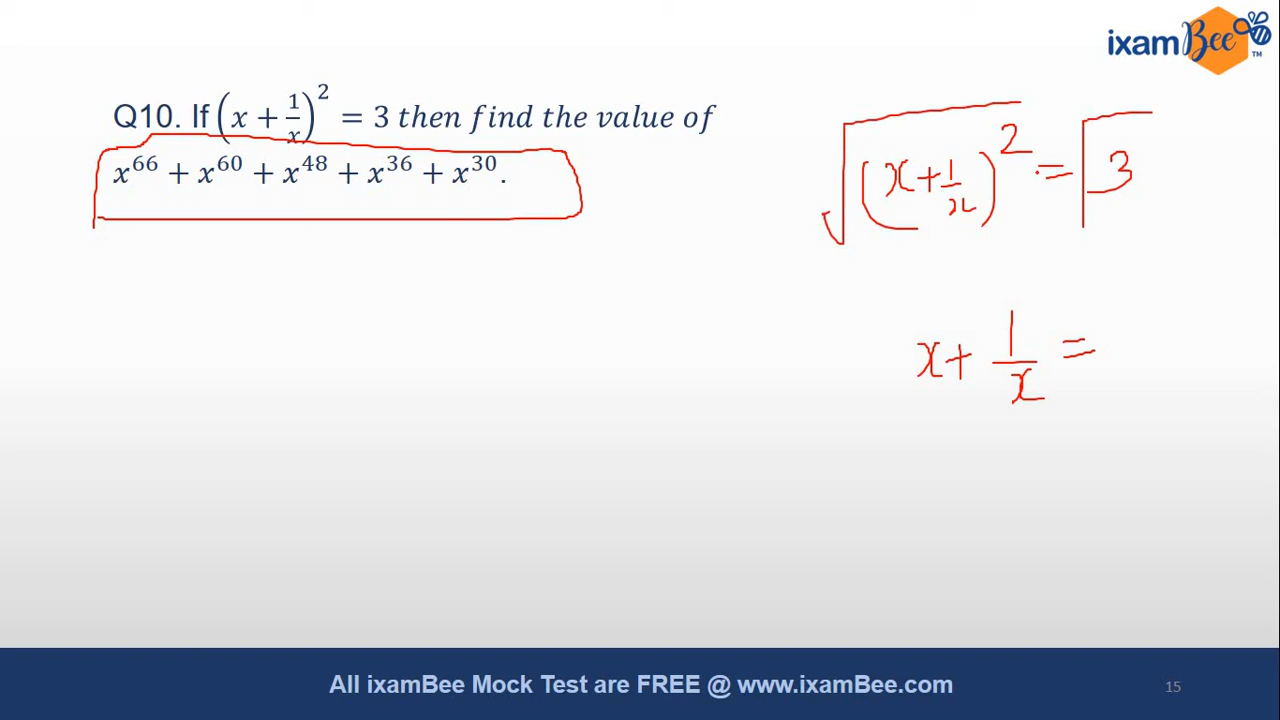 ixamBee
TM
Q10. If (x + 1/x)² = 3 then find the value of
x⁶⁶ + x⁶⁰ + x⁴⁸ + x³⁶ + x³⁰.
√(x+1/x)² = √3
x + 1/x =
All ixamBee Mock Test are FREE @ www.ixamBee.com
15